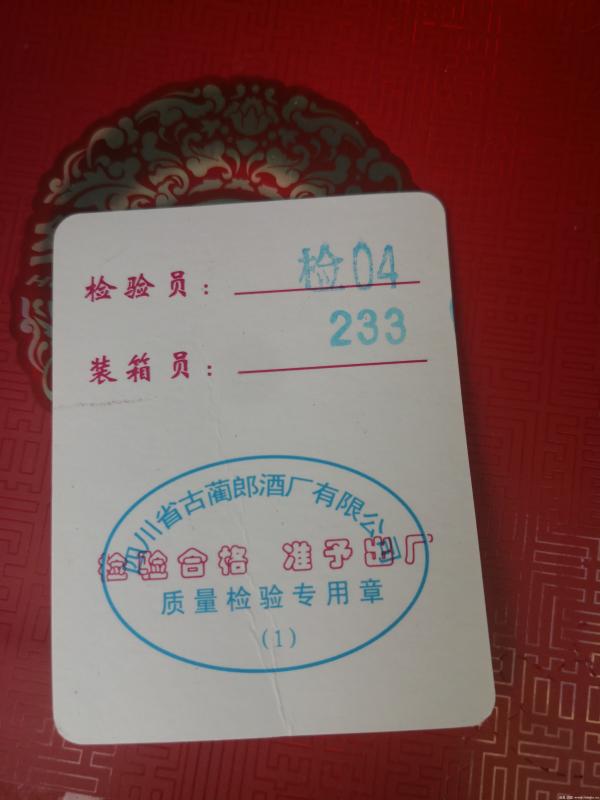 检验员：检04
装箱员：233
四川省古蔺郎酒厂有限公司
检验合格 准予出厂
质量检验专用章
(1)